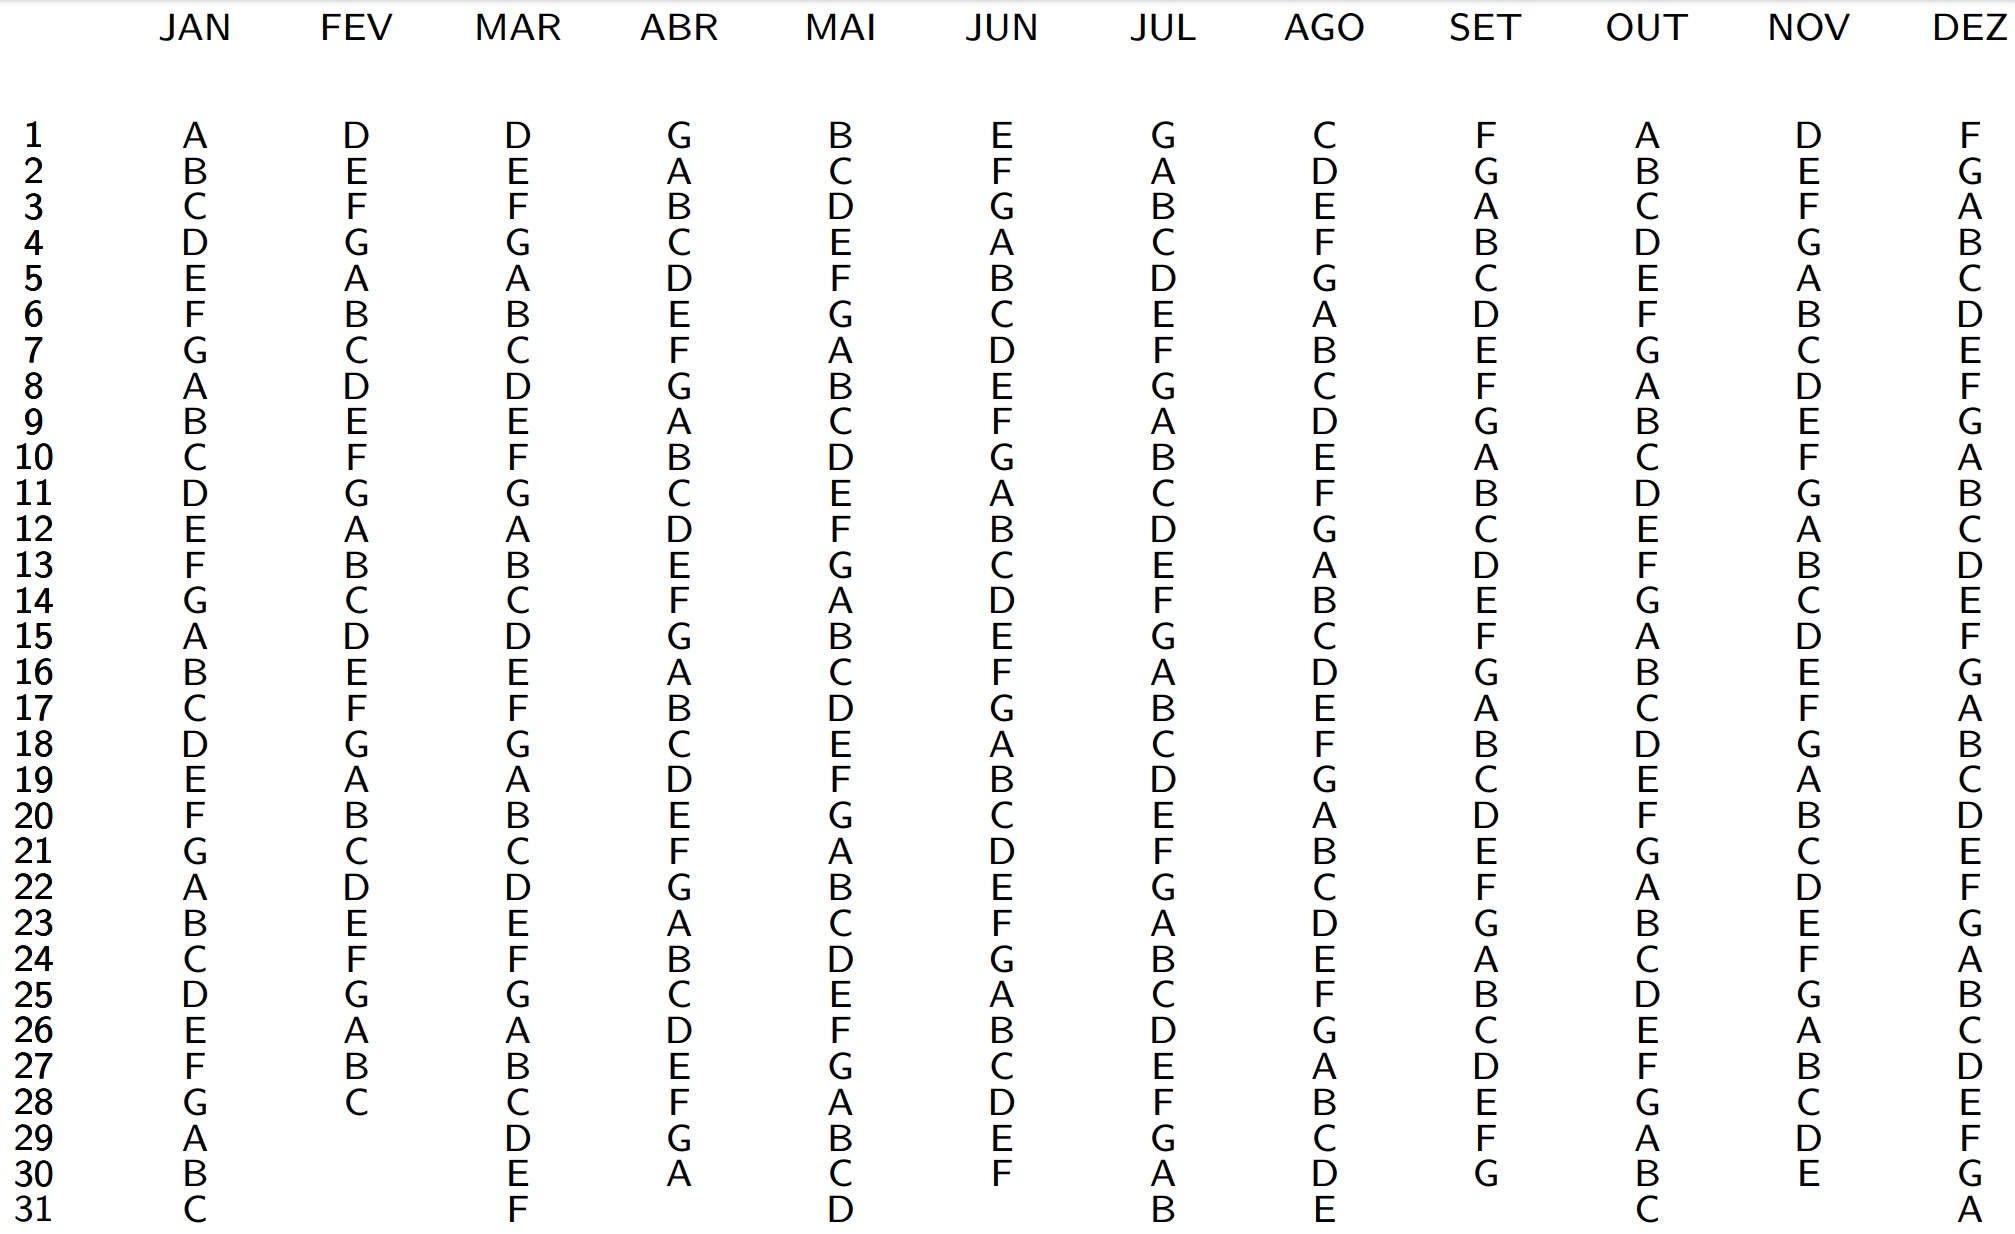 JAN FEV MAR ABR MAI JUN JUL AGO SET OUT NOV DEZ
1 A D D G B E G C F A D F
2 B E E A C F A D G B E G
3 C F F B D G B E A C F A
4 D G G C E A C F B D G B
5 E A A D F B D G C E A C
6 F B B E G C E A D F B D
7 G C C F A D F B E G C E
8 A D D G B E G C F A D F
9 B E E A C F A D G B E G
10 C F F B D G B E A C F A
11 D G G C E A C F B D G B
12 E A A D F B D G C E A C
13 F B B E G C E A D F B D
14 G C C F A D F B E G C E
15 A D D G B E G C F A D F
16 B E E A C F A D G B E G
17 C F F B D G B E A C F A
18 D G G C E A C F B D G B
19 E A A D F B D G C E A C
20 F B B E G C E A D F B D
21 G C C F A D F B E G C E
22 A D D G B E G C F A D F
23 B E E A C F A D G B E G
24 C F F B D G B E A C F A
25 D G G C E A C F B D G B
26 E A A D F B D G C E A C
27 F B B E G C E A D F B D
28 G C C F A D F B E G C E
29 A D G B E G C F A D F
30 B E A C F A D G B E G
31 C F D B E C A